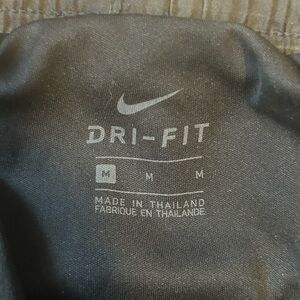 DRI-FIT
M M M
MADE IN THAILAND
FABRIQUE EN THAILANDE